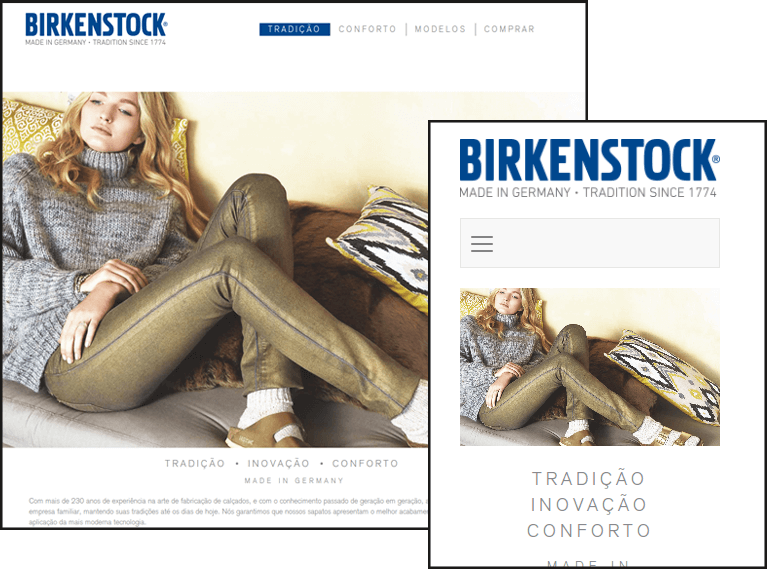 BIRKENSTOCK®
MADE IN GERMANY • TRADITION SINCE 1774
TRADIÇÃO
CONFORTO
MODELOS
COMPRAR
TRADIÇÃO • INOVAÇÃO • CONFORTO
MADE IN GERMANY
Com mais de 230 anos de experiência na arte de fabricação de calçados, e com o conhecimento passado de geração em geração,
empresa familiar, mantendo suas tradições até os dias de hoje. Nós garantimos que nossos sapatos apresentam o melhor
aplicação da mais moderna tecnologia.
BIRKENSTOCK®
MADE IN GERMANY • TRADITION SINCE 1774
TRADIÇÃO
INOVAÇÃO
CONFORTO
MADE IN